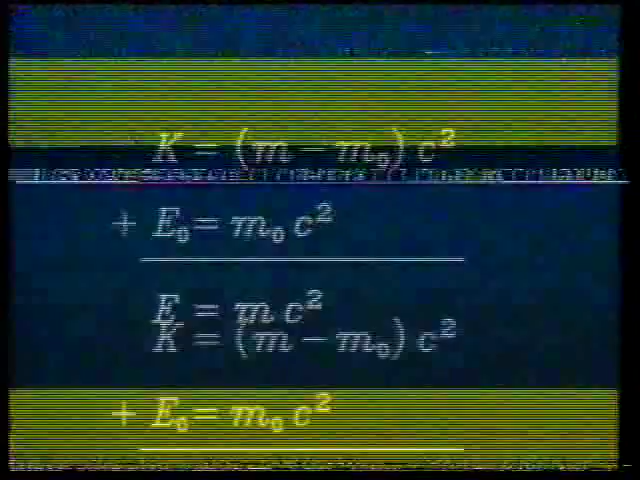 K = (m − m₀) c²
+ E₀ = m₀ c²
E = m c²
K = (m − m₀) c²
+ E₀ = m₀ c²